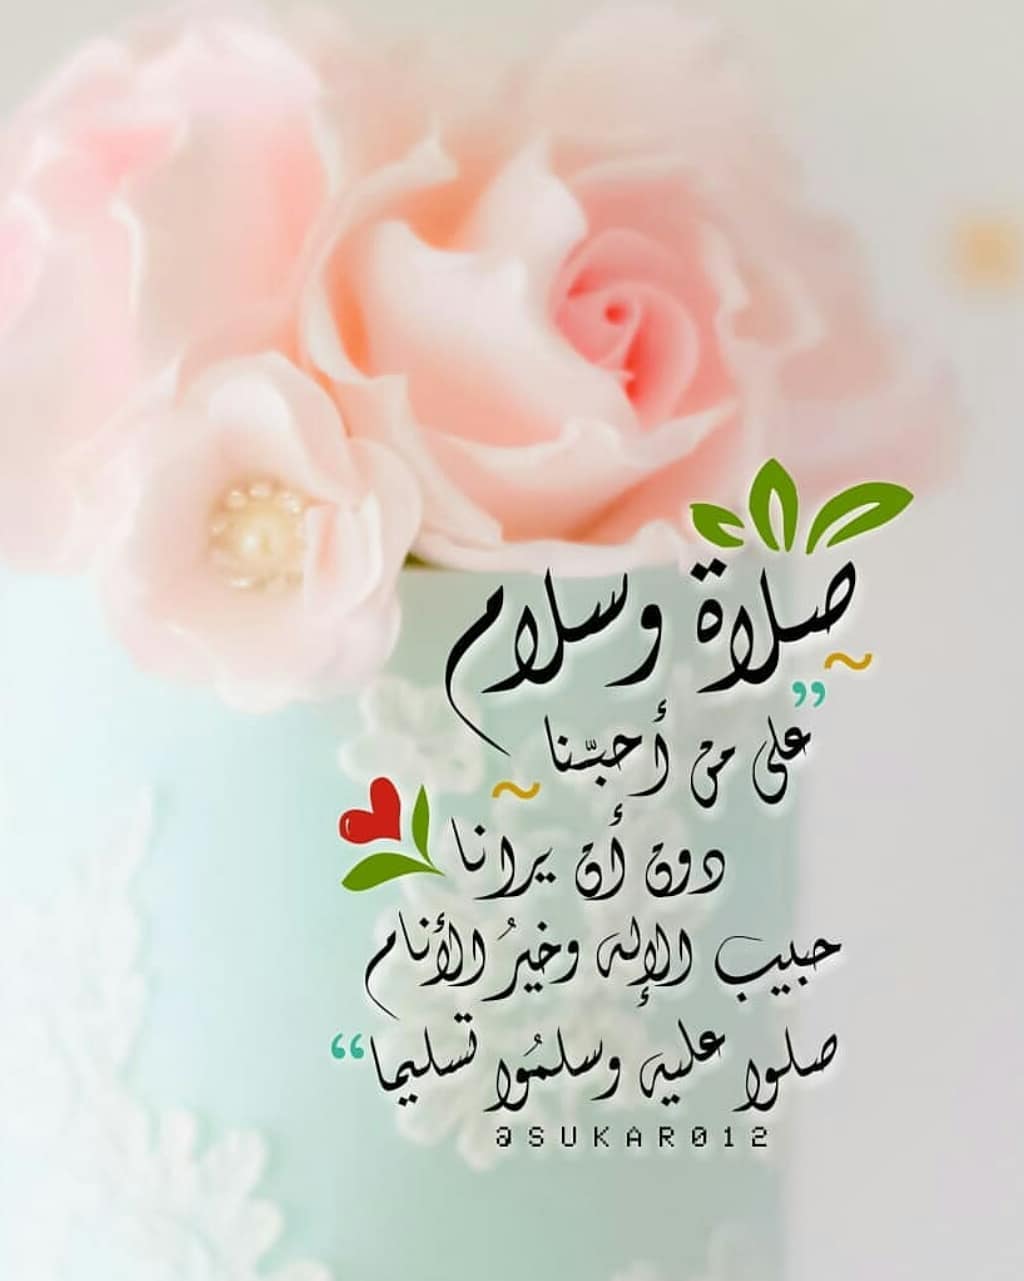 صلاة وسلام
على من أحبّنا
دون أن يرانا
حبيب الإله وخيرُ الأنام
صلوا عليه وسلمُوا تسليما
@SUKAR012